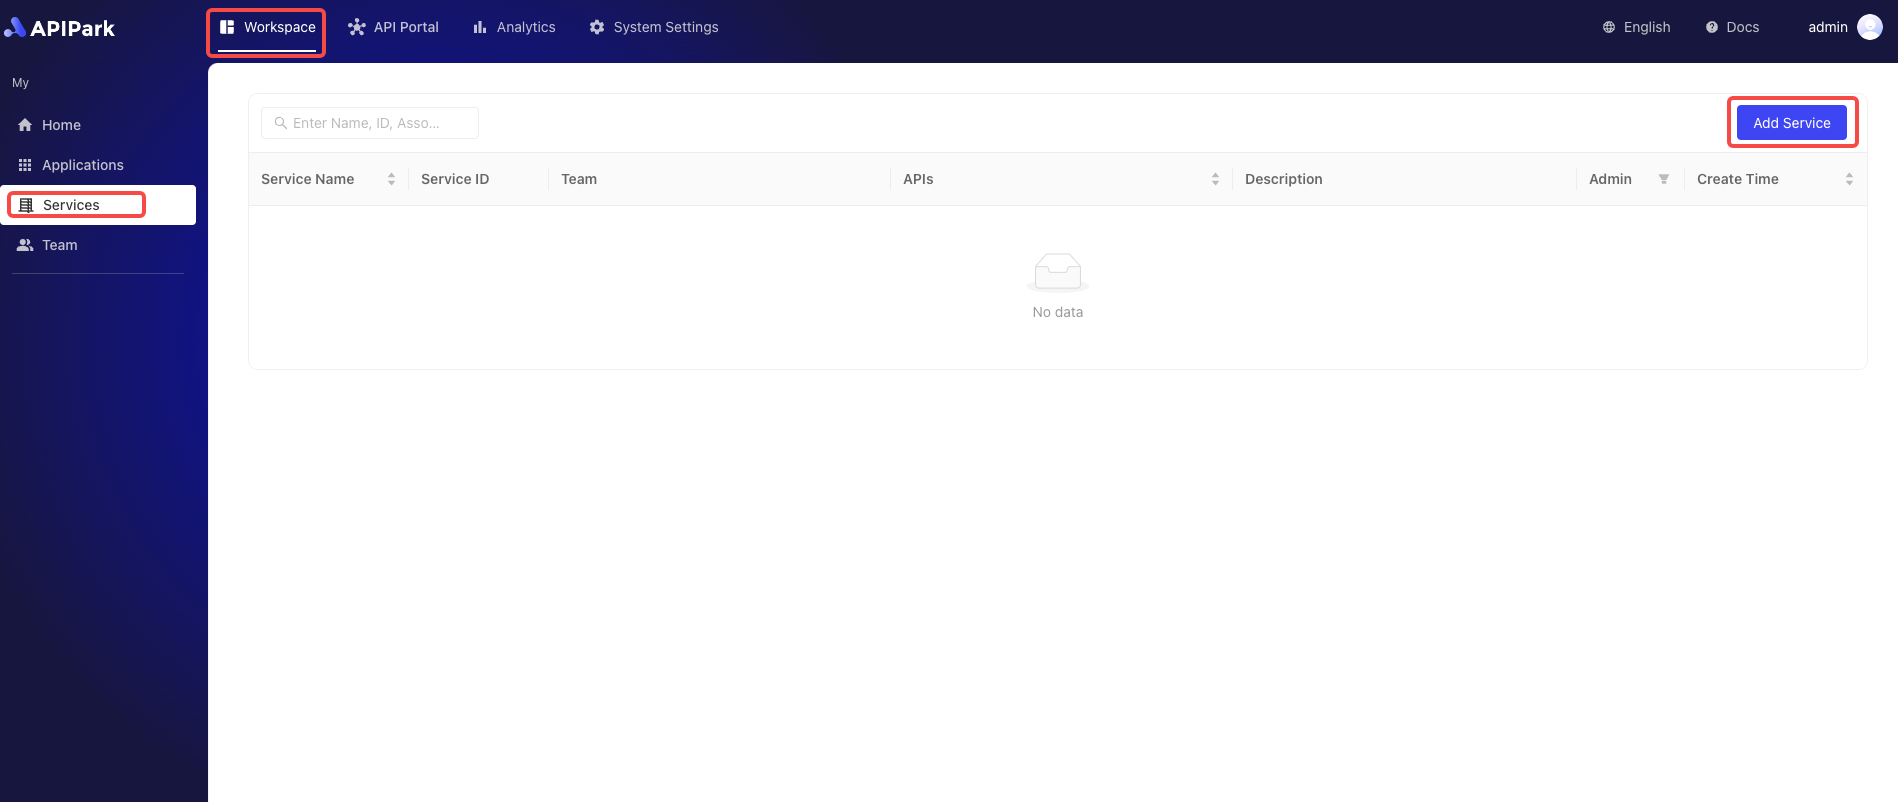 APIPark
Workspace
API Portal
Analytics
System Settings
English
Docs
admin
My
Home
Applications
Services
Team
Enter Name, ID, Asso...
Add Service
Service Name
Service ID
Team
APIs
Description
Admin
Create Time
No data